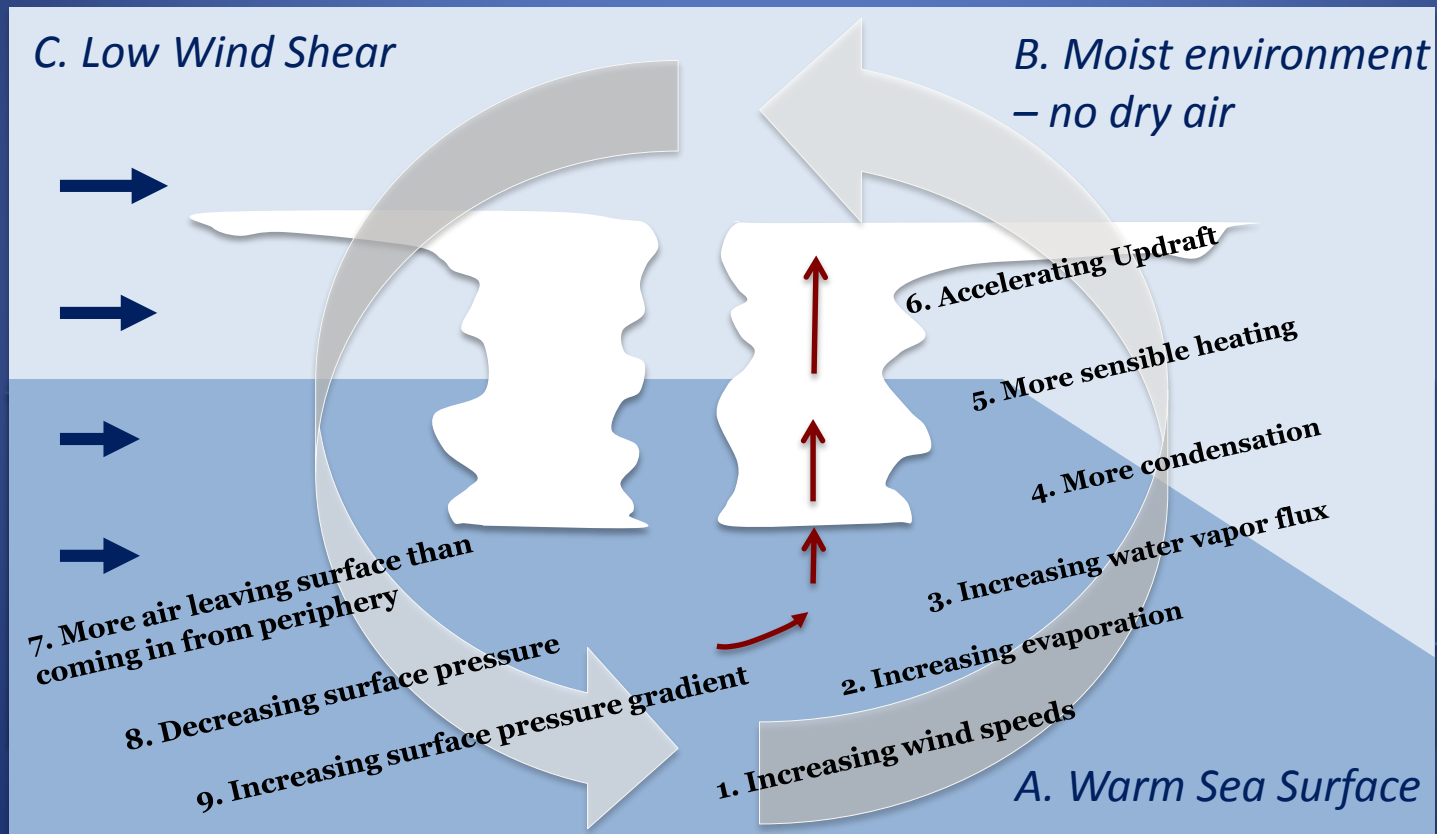 C. Low Wind Shear
B. Moist environment
– no dry air
6. Accelerating Updraft
5. More sensible heating
4. More condensation
3. Increasing water vapor flux
2. Increasing evaporation
1. Increasing wind speeds
7. More air leaving surface than
coming in from periphery
8. Decreasing surface pressure
9. Increasing surface pressure gradient
A. Warm Sea Surface